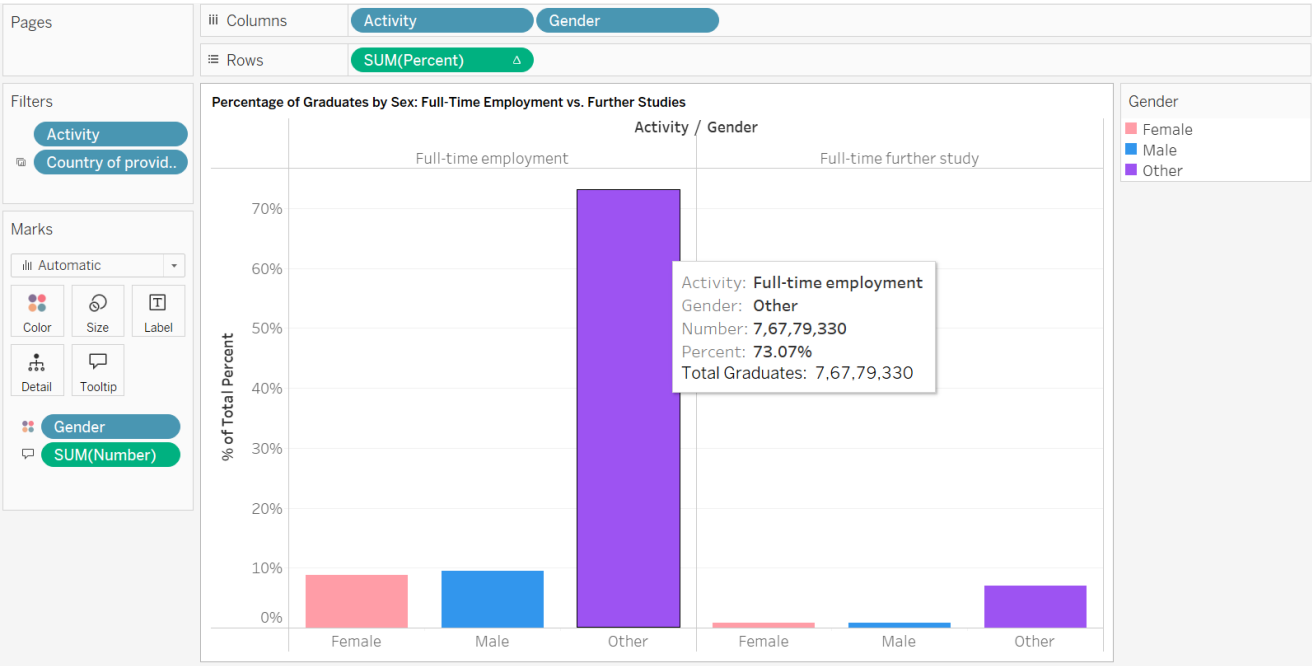 Pages
Columns
Activity
Gender
Rows
SUM(Percent)
Filters
Activity
Country of provid..
Marks
Automatic
Color
Size
Label
Detail
Tooltip
Gender
SUM(Number)
Percentage of Graduates by Sex: Full-Time Employment vs. Further Studies
Activity / Gender
Full-time employment
Full-time further study
% of Total Percent
70%
60%
50%
40%
30%
20%
10%
0%
Female
Male
Other
Female
Male
Other
Activity: Full-time employment
Gender: Other
Number: 7,67,79,330
Percent: 73.07%
Total Graduates: 7,67,79,330
Gender
Female
Male
Other